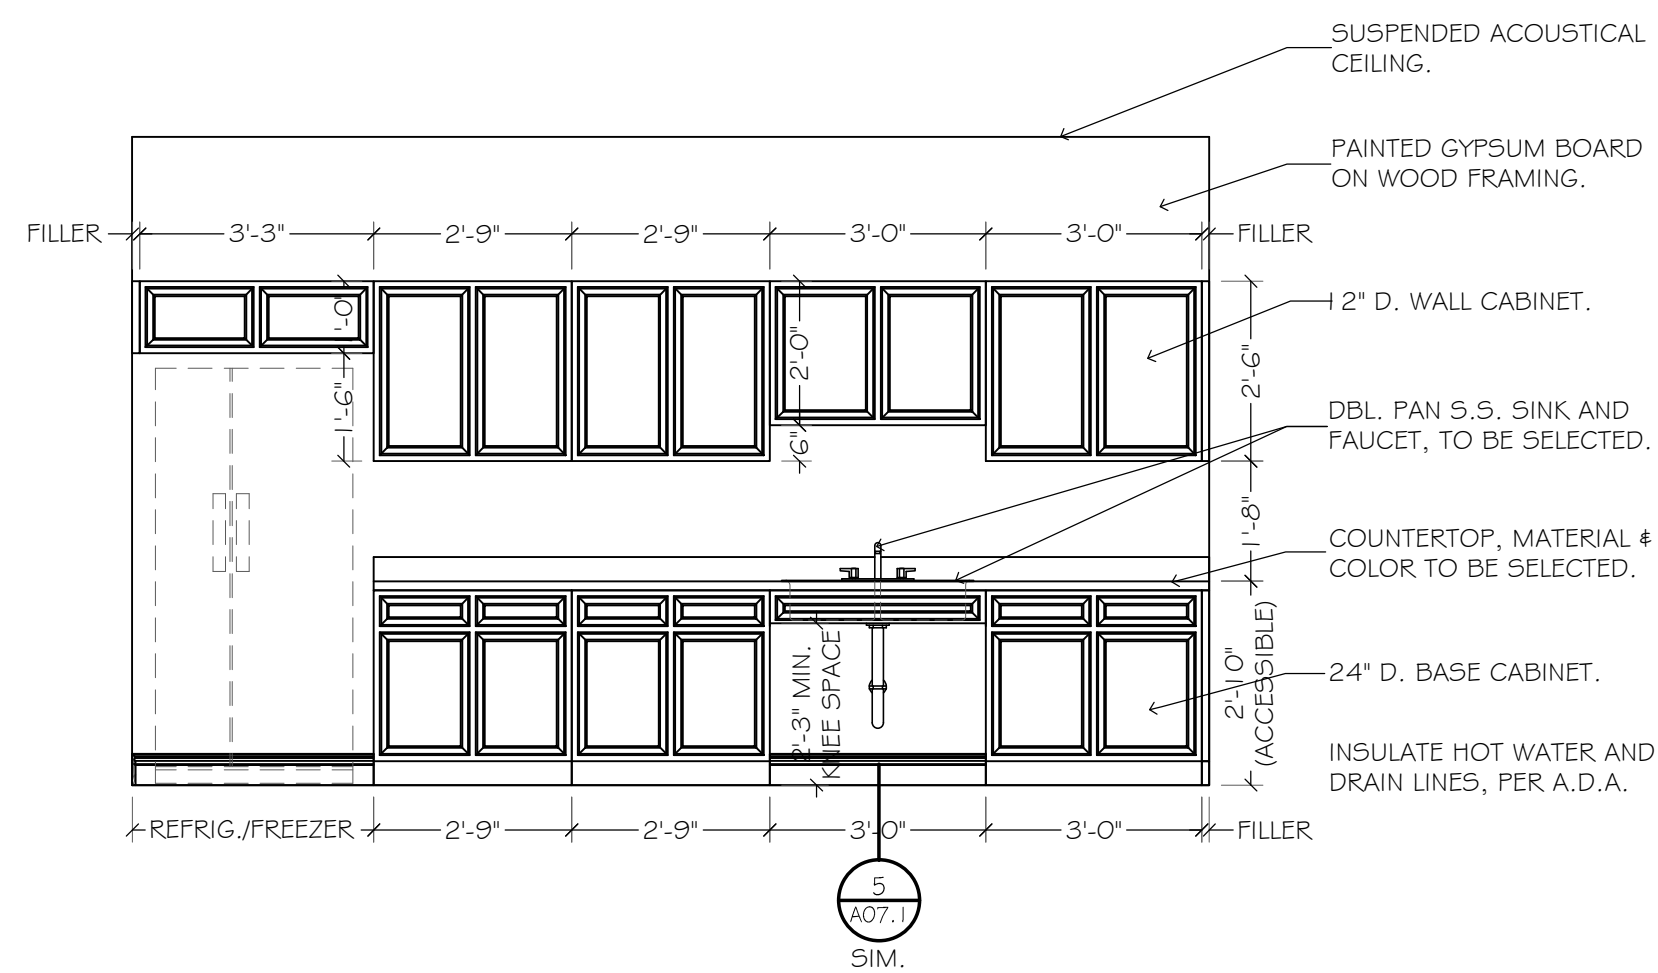 SUSPENDED ACOUSTICAL
CEILING.
PAINTED GYPSUM BOARD
ON WOOD FRAMING.
FILLER
3'-3"
2'-9"
2'-9"
3'-0"
3'-0"
FILLER
1'-0"
1'-6"
2'-0"
6"
12" D. WALL CABINET.
2'-6"
DBL. PAN S.S. SINK AND
FAUCET, TO BE SELECTED.
1'-8"
COUNTERTOP, MATERIAL &
COLOR TO BE SELECTED.
2'-3" MIN.
KNEE SPACE
2'-10"
(ACCESSIBLE)
24" D. BASE CABINET.
INSULATE HOT WATER AND
DRAIN LINES, PER A.D.A.
REFRIG./FREEZER
2'-9"
2'-9"
3'-0"
3'-0"
FILLER
5
A07.1
SIM.